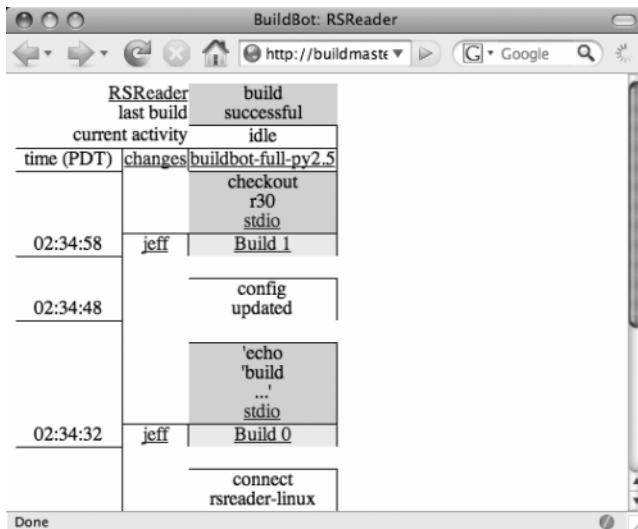 BuildBot: RSReader
http://buildmaste
G Google
RSReader build
last build successful
current activity idle
time (PDT) changes buildbot-full-py2.5
checkout
r30
stdio
02:34:58 jeff Build 1
config
02:34:48 updated
'echo
'build
...'
stdio
02:34:32 jeff Build 0
connect
rsreader-linux
Done